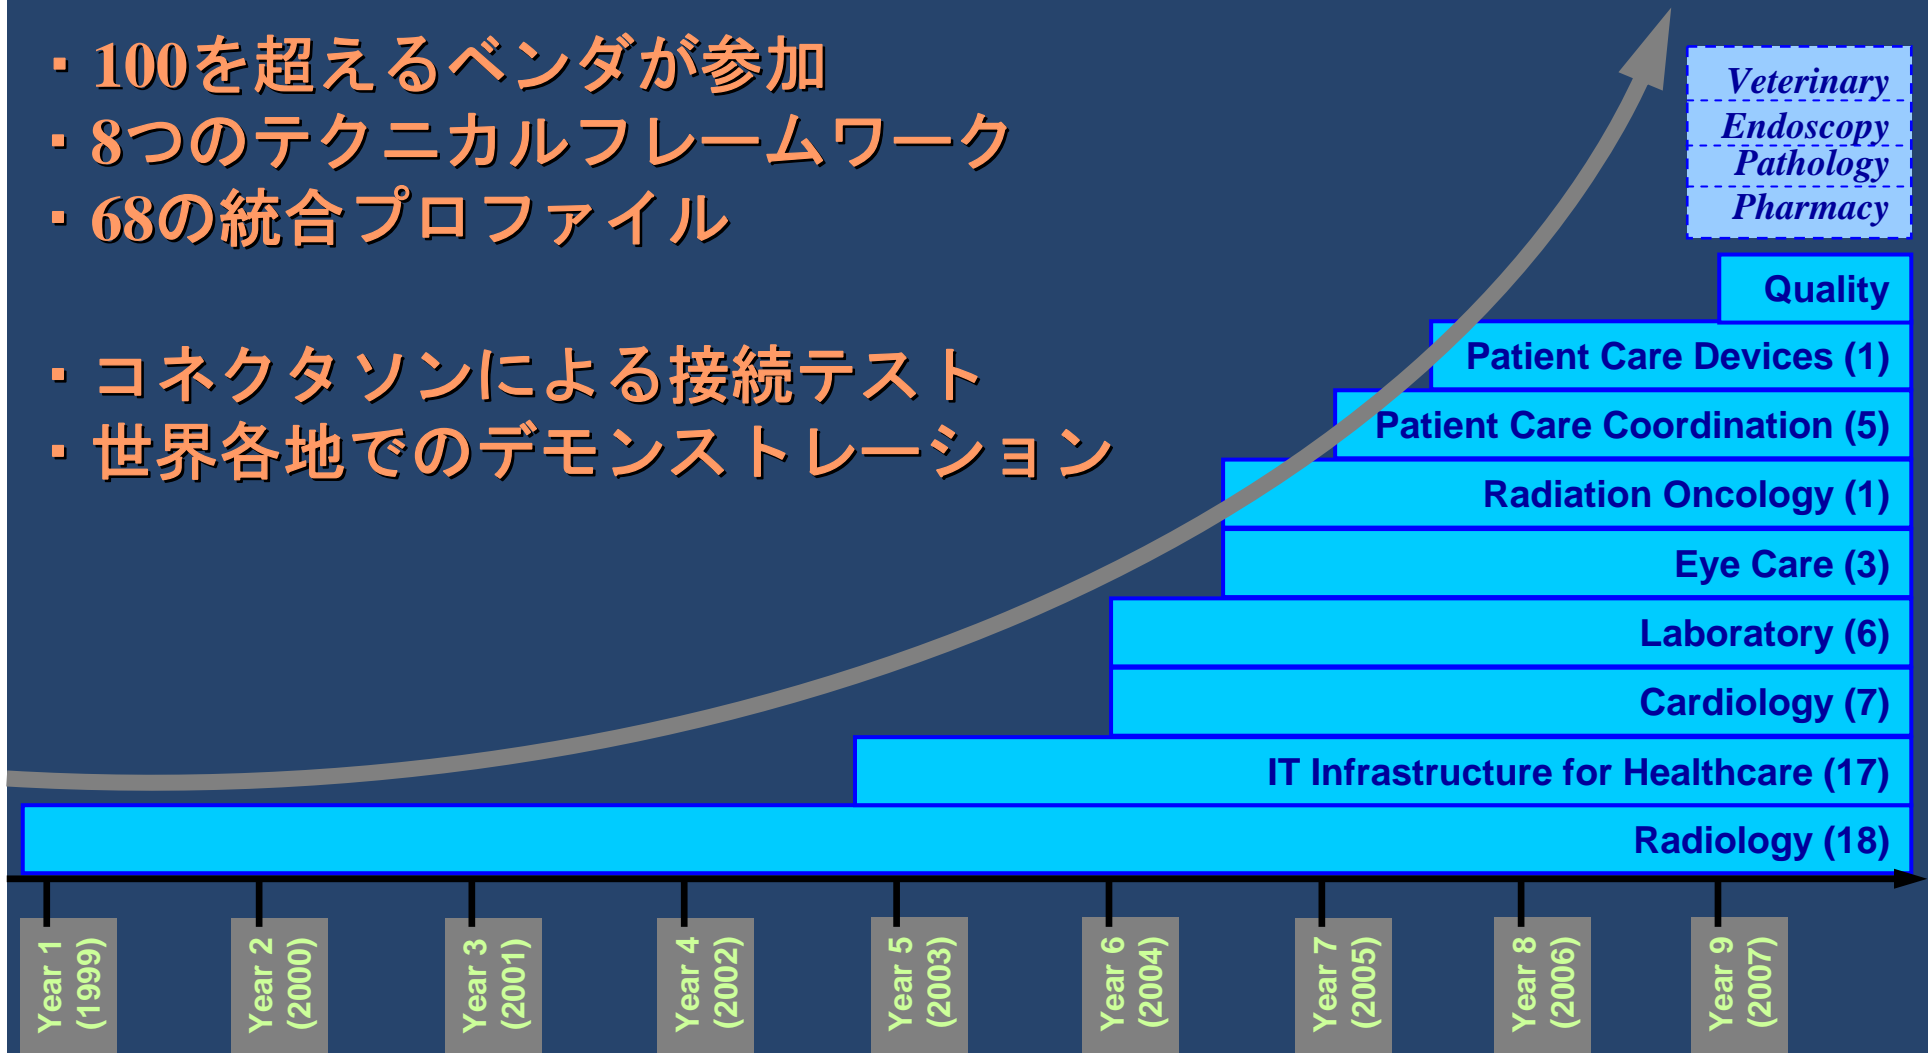 ・100を超えるベンダが参加
・8つのテクニカルフレームワーク
・68の統合プロファイル
・コネクタソンによる接続テスト
・世界各地でのデモンストレーション
Veterinary
Endoscopy
Pathology
Pharmacy
Quality
Patient Care Devices (1)
Patient Care Coordination (5)
Radiation Oncology (1)
Eye Care (3)
Laboratory (6)
Cardiology (7)
IT Infrastructure for Healthcare (17)
Radiology (18)
Year 1
(1999)
Year 2
(2000)
Year 3
(2001)
Year 4
(2002)
Year 5
(2003)
Year 6
(2004)
Year 7
(2005)
Year 8
(2006)
Year 9
(2007)